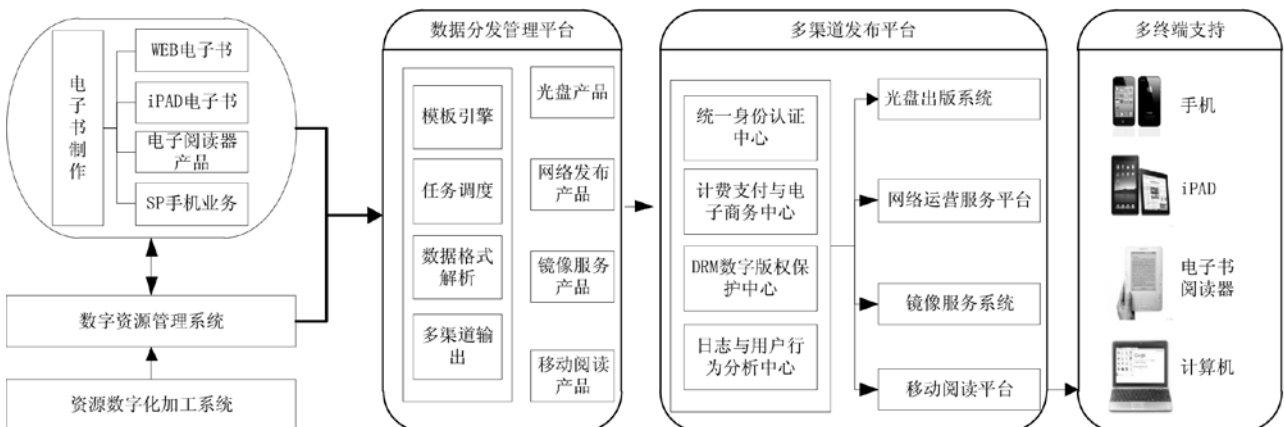 电
子
书
制
作
WEB电子书
iPAD电子书
电子阅读器
产品
SP手机业务
数字资源管理系统
资源数字化加工系统
数据分发管理平台
模板引擎
任务调度
数据格式
解析
多渠道输
出
光盘产品
网络发布
产品
镜像服务
产品
移动阅读
产品
多渠道发布平台
统一身份认证
中心
计费支付与电
子商务中心
DRM数字版权保
护中心
日志与用户行
为分析中心
光盘出版系统
网络运营服务平台
镜像服务系统
移动阅读平台
多终端支持
手机
iPAD
电子书
阅读器
计算机